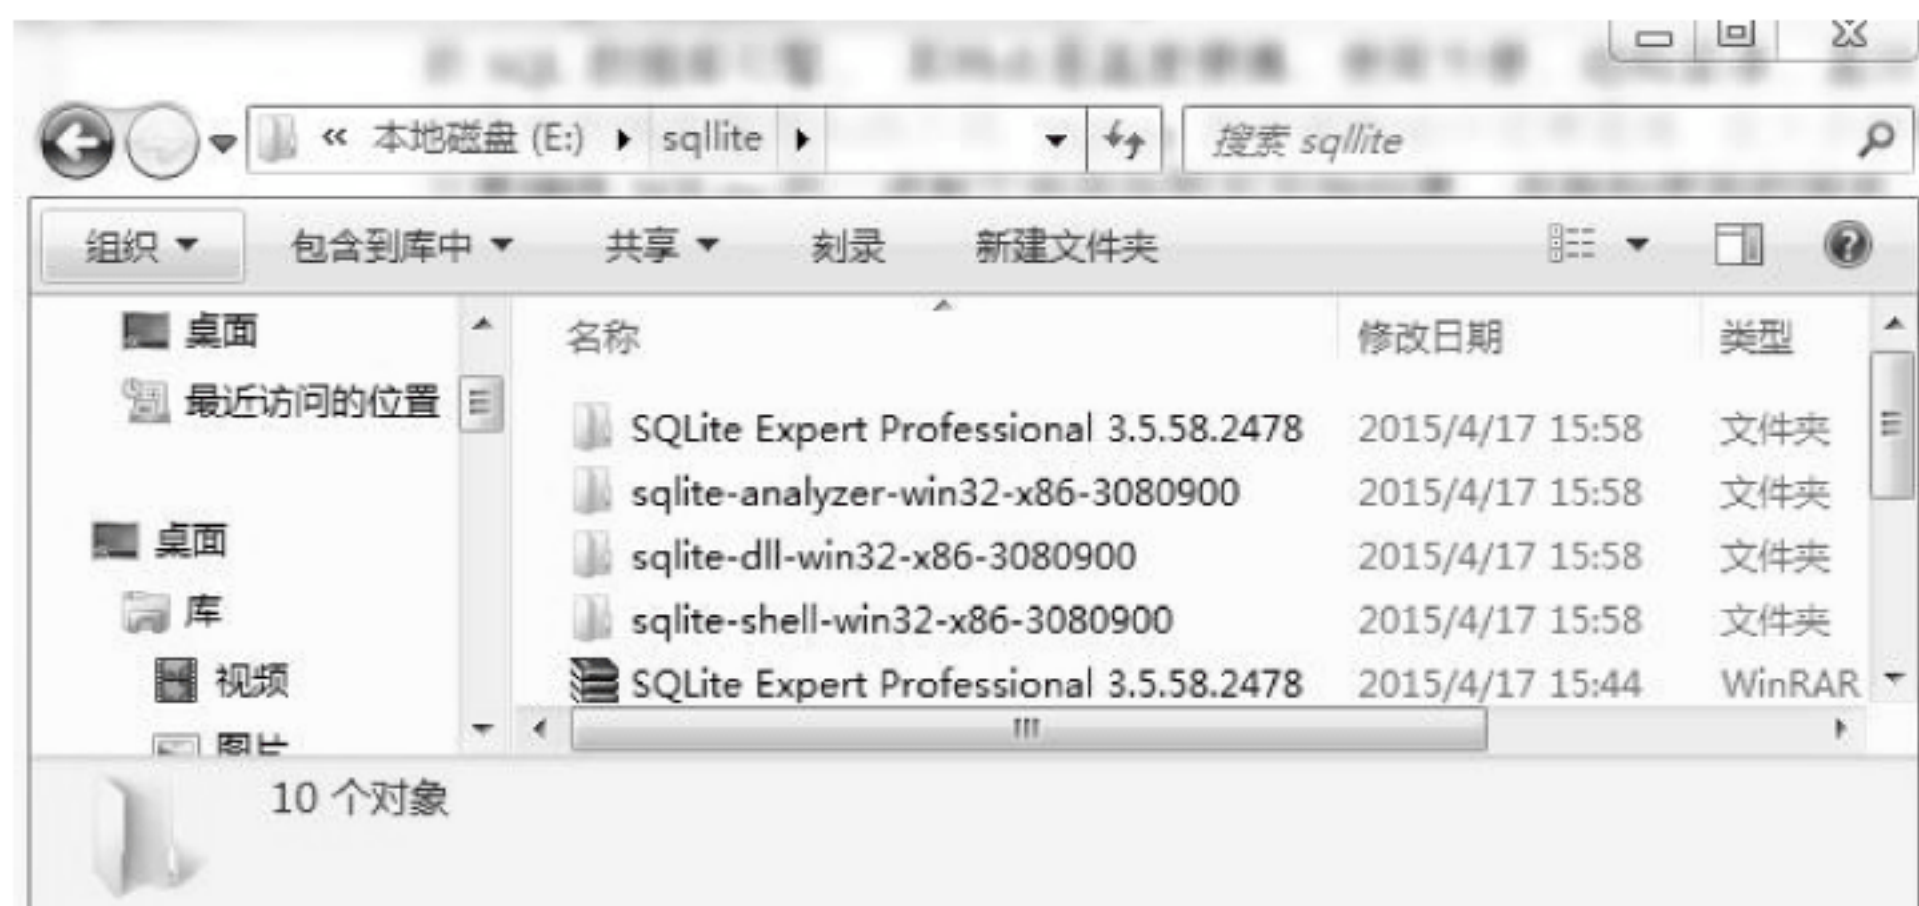 « 本地磁盘 (E:) sqllite
搜索 sqllite
组织 包含到库中 共享 刻录 新建文件夹
桌面
最近访问的位置
桌面
库
视频
图片
名称 修改日期 类型
SQLite Expert Professional 3.5.58.2478 2015/4/17 15:58 文件夹
sqlite-analyzer-win32-x86-3080900 2015/4/17 15:58 文件夹
sqlite-dll-win32-x86-3080900 2015/4/17 15:58 文件夹
sqlite-shell-win32-x86-3080900 2015/4/17 15:58 文件夹
SQLite Expert Professional 3.5.58.2478 2015/4/17 15:44 WinRAR
10 个对象